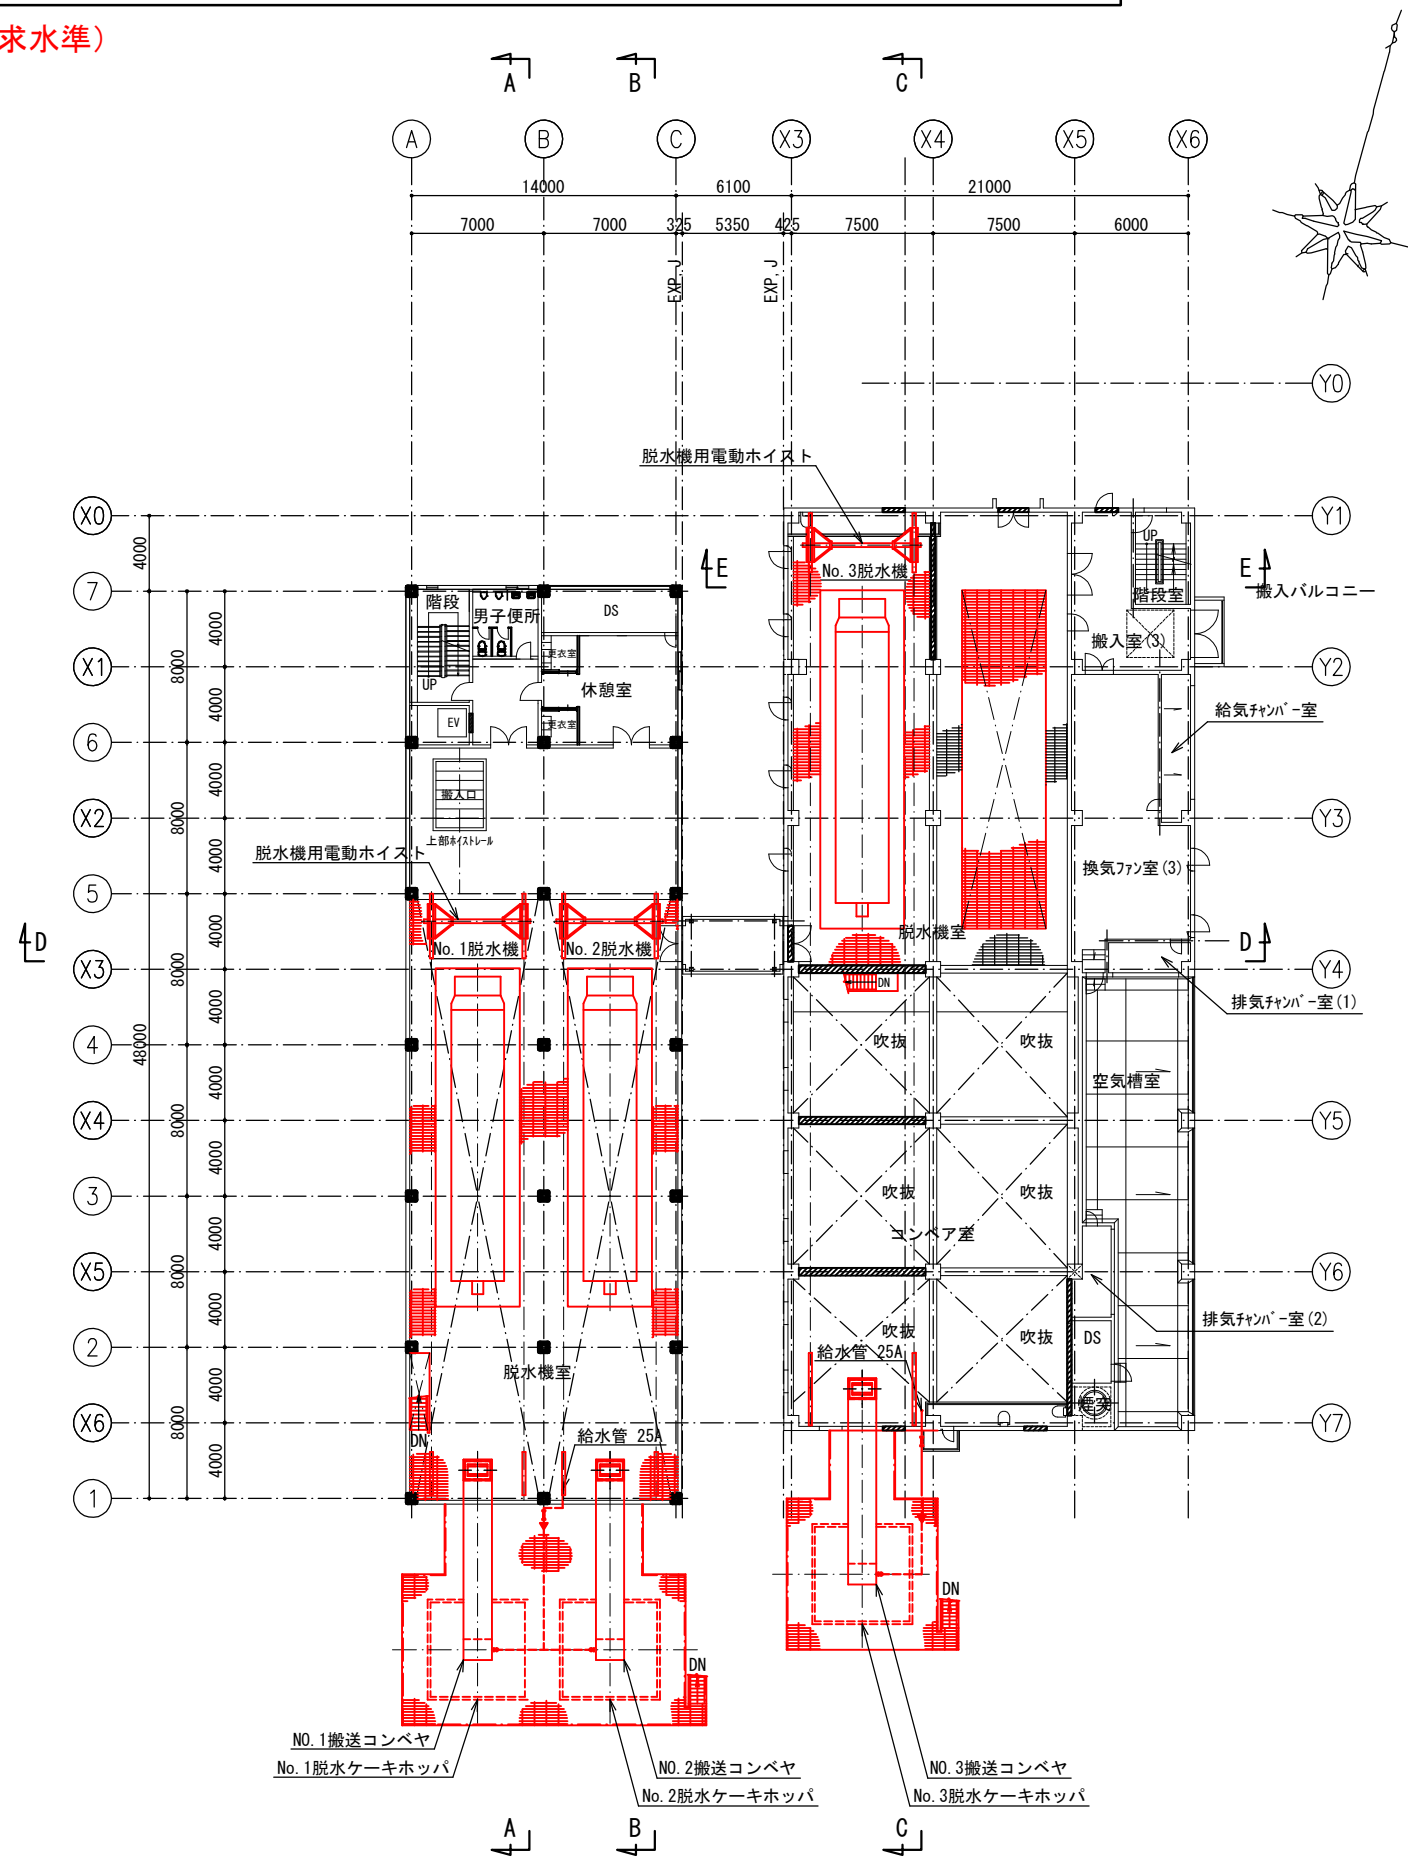 求水準)
A B C
A B C X3 X4 X5 X6
14000 6100 21000
7000 7000 325 5350 425 7500 7500 6000
EXP.J EXP.J
Y0
脱水機用電動ホイスト
X0 Y1
4000
E E
UP
No.3脱水機
階段室
搬入バルコニー
7
階段
男子便所
DS
4000
搬入室(3)
更衣室
X1 8000 Y2
UP
休憩室
4000
給気チャンバー室
EV
更衣室
6
4000
搬入口
X2 8000 Y3
上部ホイストレール
脱水機用電動ホイスト
4000
換気ファン室(3)
5
4000
脱水機室
D D
No.1脱水機 No.2脱水機
X3 8000 Y4
DN
排気チャンバー室(1)
4000
4 48000
吹抜 吹抜
空気槽室
4000
X4 8000 Y5
4000
3
吹抜 吹抜
コンベア室
4000
X5 8000 Y6
4000
排気チャンバー室(2)
吹抜 吹抜 DS
2
給水管 25A
脱水機室
4000
煙突
X6 8000 Y7
DN
給水管 25A
4000
1
DN
DN
NO.1搬送コンベヤ
No.1脱水ケーキホッパ
NO.2搬送コンベヤ
No.2脱水ケーキホッパ
NO.3搬送コンベヤ
No.3脱水ケーキホッパ
A B C